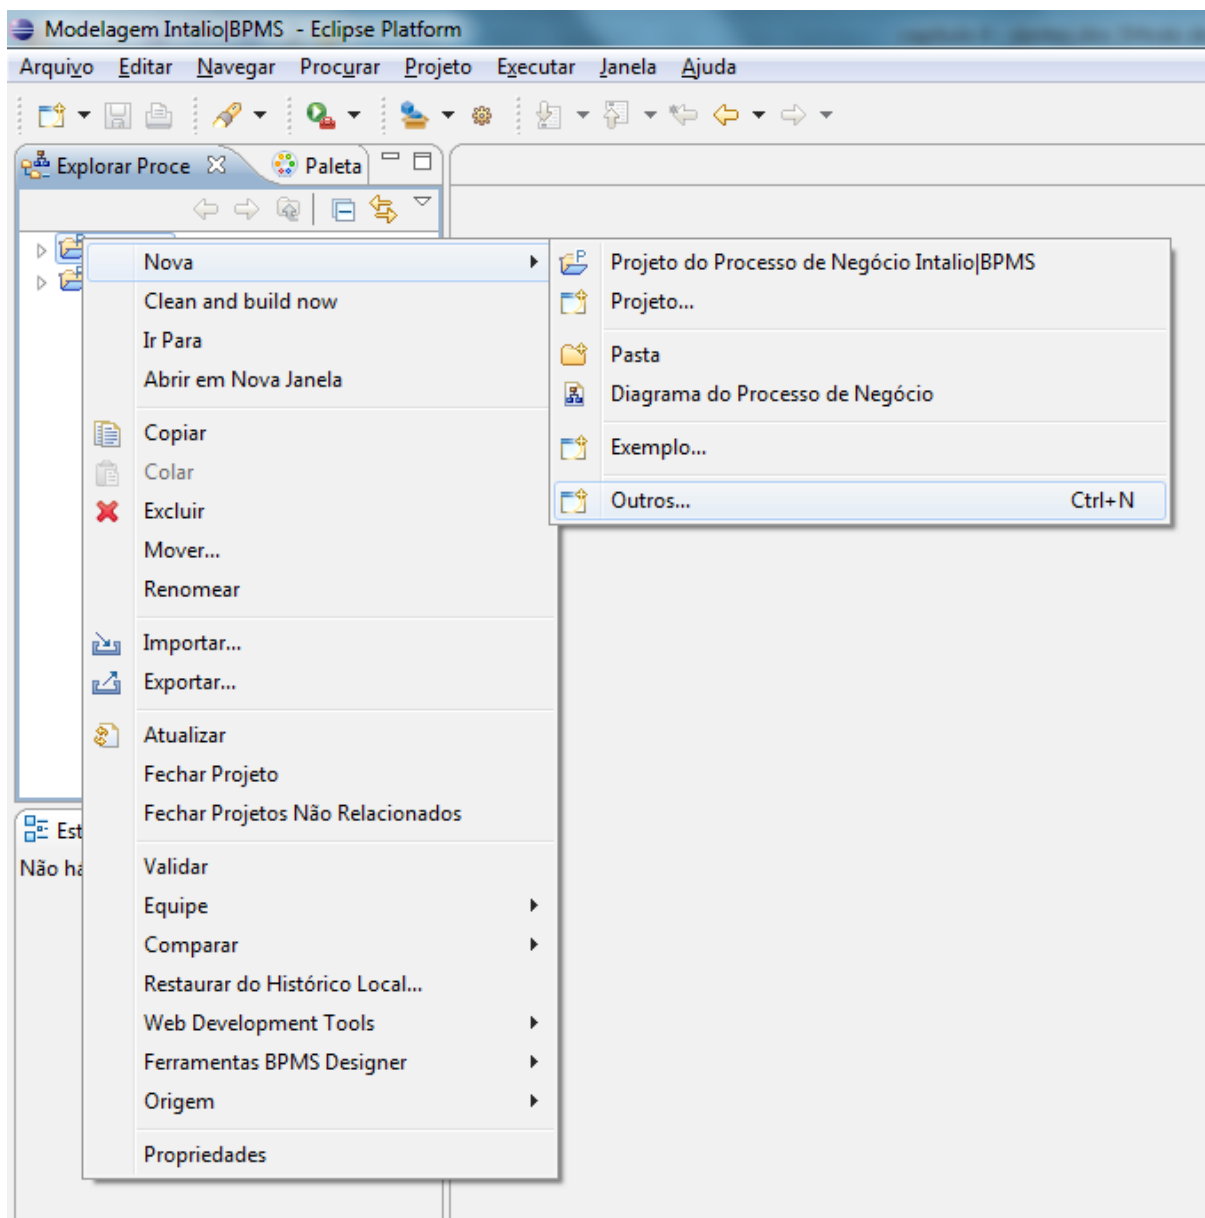 Modelagem Intalio|BPMS - Eclipse Platform
Arquivo Editar Navegar Procurar Projeto Executar Janela Ajuda
Explorar Proce Paleta
Nova
Clean and build now
Ir Para
Abrir em Nova Janela
Copiar
Colar
Excluir
Mover...
Renomear
Importar...
Exportar...
Atualizar
Fechar Projeto
Fechar Projetos Não Relacionados
Validar
Equipe
Comparar
Restaurar do Histórico Local...
Web Development Tools
Ferramentas BPMS Designer
Origem
Propriedades
Projeto do Processo de Negócio Intalio|BPMS
Projeto...
Pasta
Diagrama do Processo de Negócio
Exemplo...
Outros... Ctrl+N
Est
Não há